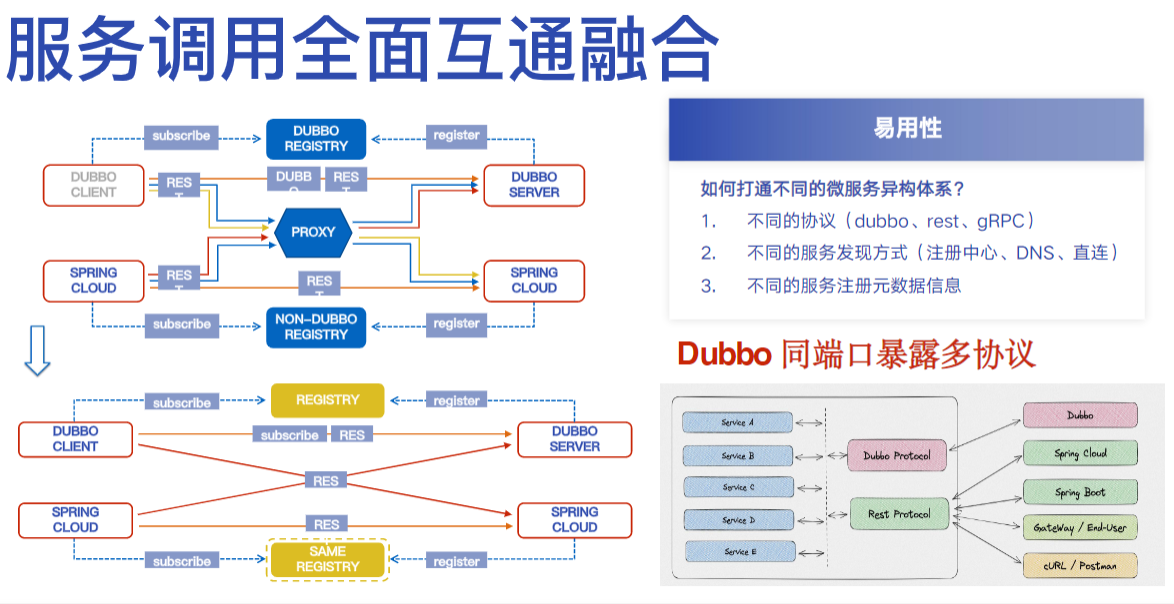 服务调用全面互通融合
subscribe
DUBBO
REGISTRY
register
DUBBO
CLIENT
RES
DUBB
RES
DUBBO
SERVER
PROXY
SPRING
CLOUD
RES
RES
SPRING
CLOUD
subscribe
NON-DUBBO
REGISTRY
register
subscribe
REGISTRY
register
DUBBO
CLIENT
subscribe
RES
DUBBO
SERVER
RES
SPRING
CLOUD
RES
SPRING
CLOUD
subscribe
SAME
REGISTRY
register
易用性
如何打通不同的微服务异构体系？
1. 不同的协议（dubbo、rest、gRPC）
2. 不同的服务发现方式（注册中心、DNS、直连）
3. 不同的服务注册元数据信息
Dubbo 同端口暴露多协议
Service A
Service B
Service C
Service D
Service E
Dubbo Protocol
Rest Protocol
Dubbo
Spring Cloud
Spring Boot
GateWay / End-User
cURL / Postman